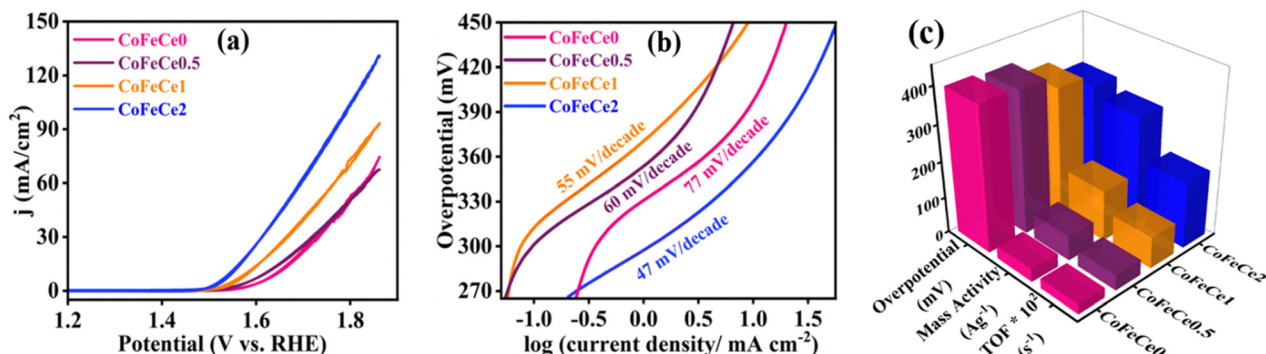 (a)
150
120
90
60
30
0
j (mA/cm²)
CoFeCe0
CoFeCe0.5
CoFeCe1
CoFeCe2
1.2
1.4
1.6
1.8
Potential (V vs. RHE)
(b)
450
420
390
360
330
300
270
Overpotential (mV)
CoFeCe0
CoFeCe0.5
CoFeCe1
CoFeCe2
55 mV/decade
60 mV/decade
77 mV/decade
47 mV/decade
-1.0
-0.5
0.0
0.5
1.0
1.5
log (current density/ mA cm⁻²)
(c)
400
300
200
100
0
Overpotential
(mV)
Mass Activity
(Ag⁻¹)
TOF * 10²
(s⁻¹)
CoFeCe2
CoFeCe1
CoFeCe0.5